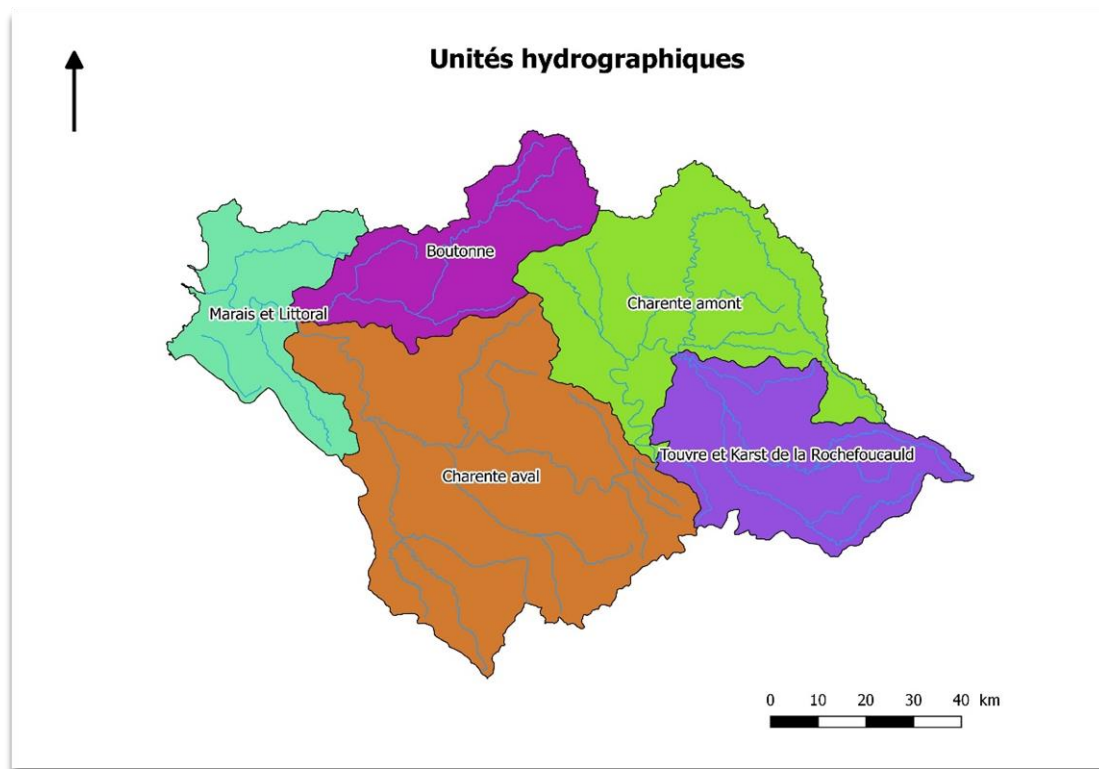 Unités hydrographiques
Boutonne
Charente amont
Marais et Littoral
Touvre et Karst de la Rochefoucauld
Charente aval
0 10 20 30 40 km